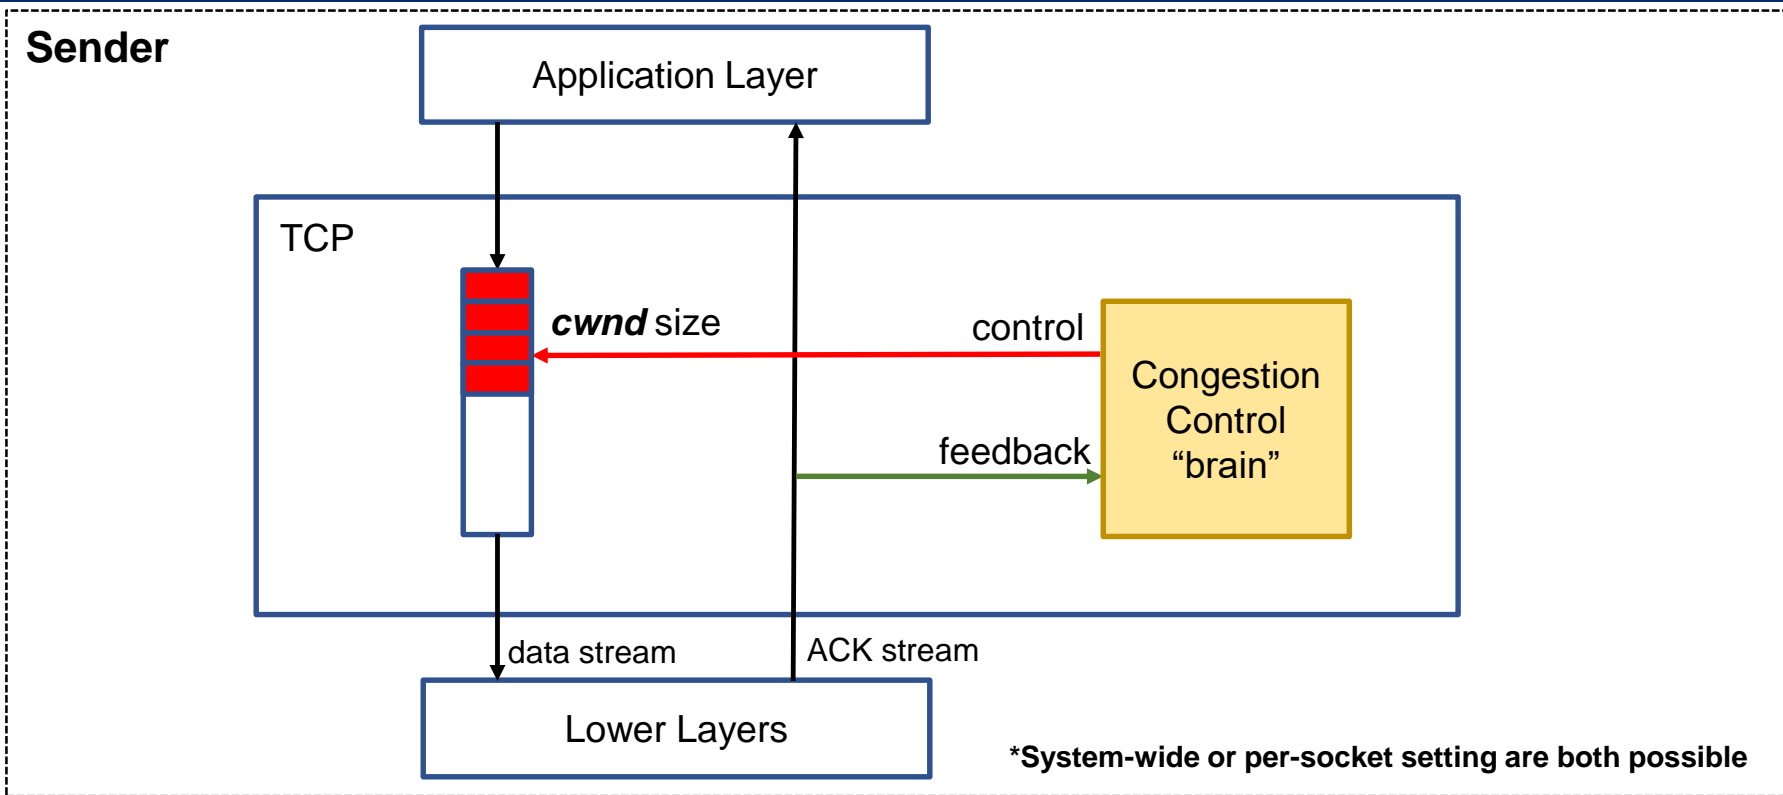 Sender
Application Layer
TCP
cwnd size
control
Congestion
Control
“brain”
feedback
data stream
ACK stream
Lower Layers
*System-wide or per-socket setting are both possible